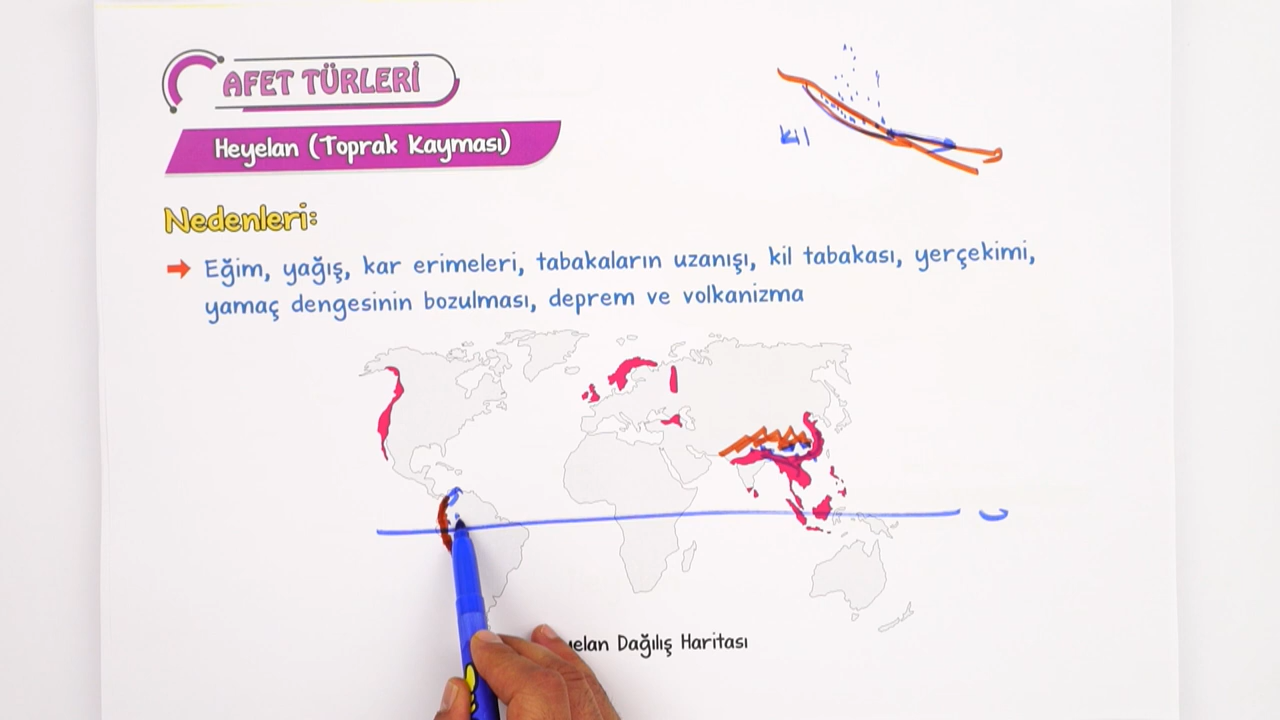 AFET TÜRLERİ
kil
Heyelan (Toprak Kayması)
Nedenleri:
Eğim, yağış, kar erimeleri, tabakaların uzanışı, kil tabakası, yerçekimi,
yamaç dengesinin bozulması, deprem ve volkanizma
Dağılış Haritası